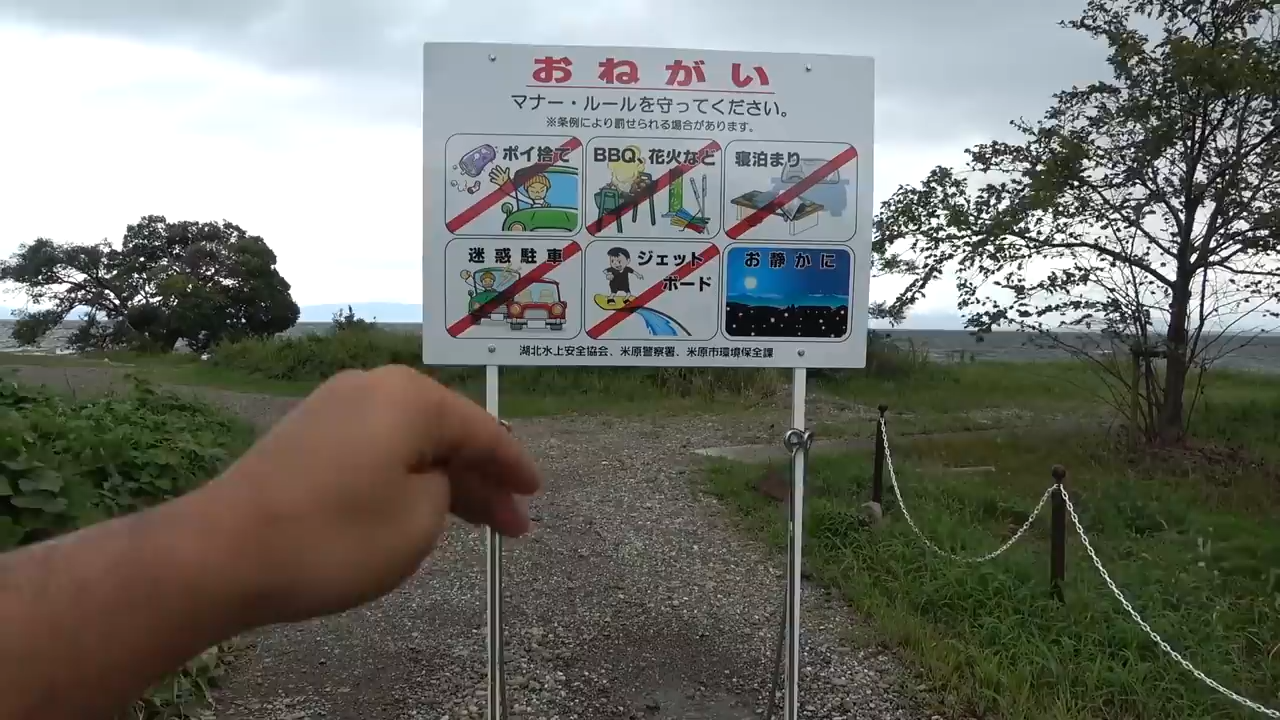 おねがい
マナー・ルールを守ってください。
※条例により罰せられる場合があります。
ポイ捨て
BBQ、花火など
寝泊まり
迷惑駐車
ジェット
ボード
お静かに
湖北水上安全協会、米原警察署、米原市環境保全課